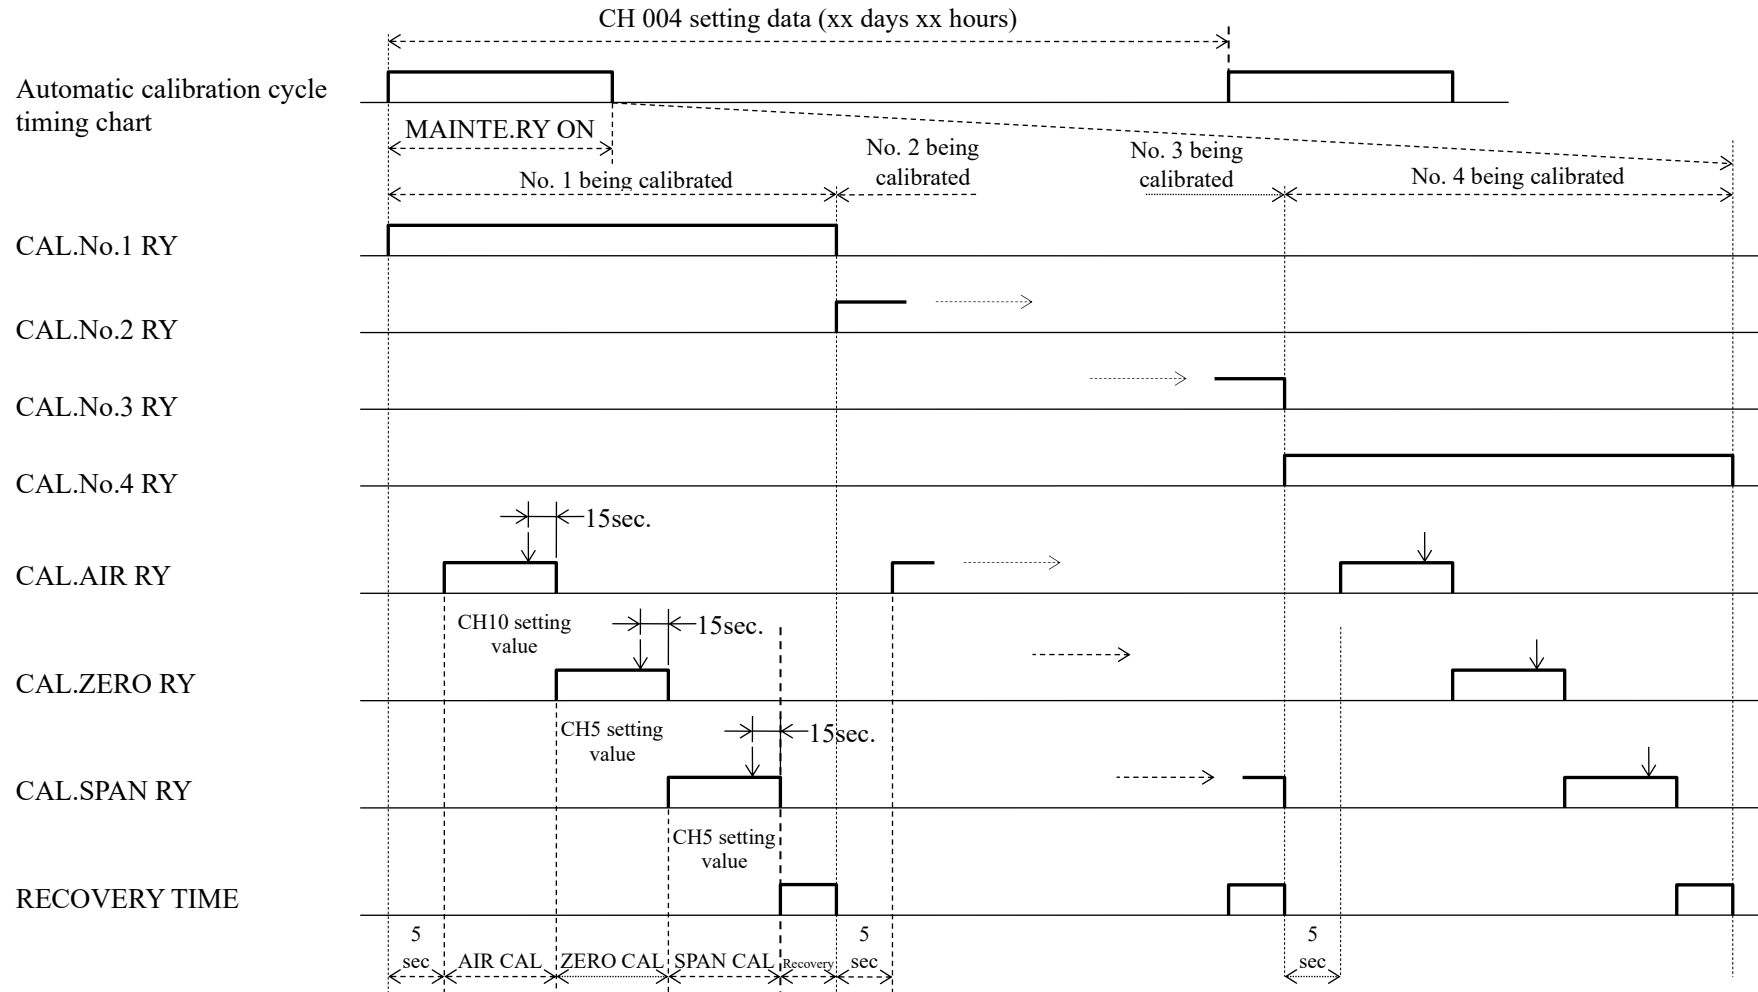 CH 004 setting data (xx days xx hours)
Automatic calibration cycle
timing chart
MAINTE.RY ON
No. 2 being
calibrated
No. 3 being
calibrated
No. 1 being calibrated
No. 4 being calibrated
CAL.No.1 RY
CAL.No.2 RY
CAL.No.3 RY
CAL.No.4 RY
15sec.
CAL.AIR RY
CH10 setting
value
15sec.
CAL.ZERO RY
CH5 setting
value
15sec.
CAL.SPAN RY
CH5 setting
value
RECOVERY TIME
5
sec
AIR CAL
ZERO CAL
SPAN CAL
Recovery
5
sec
5
sec